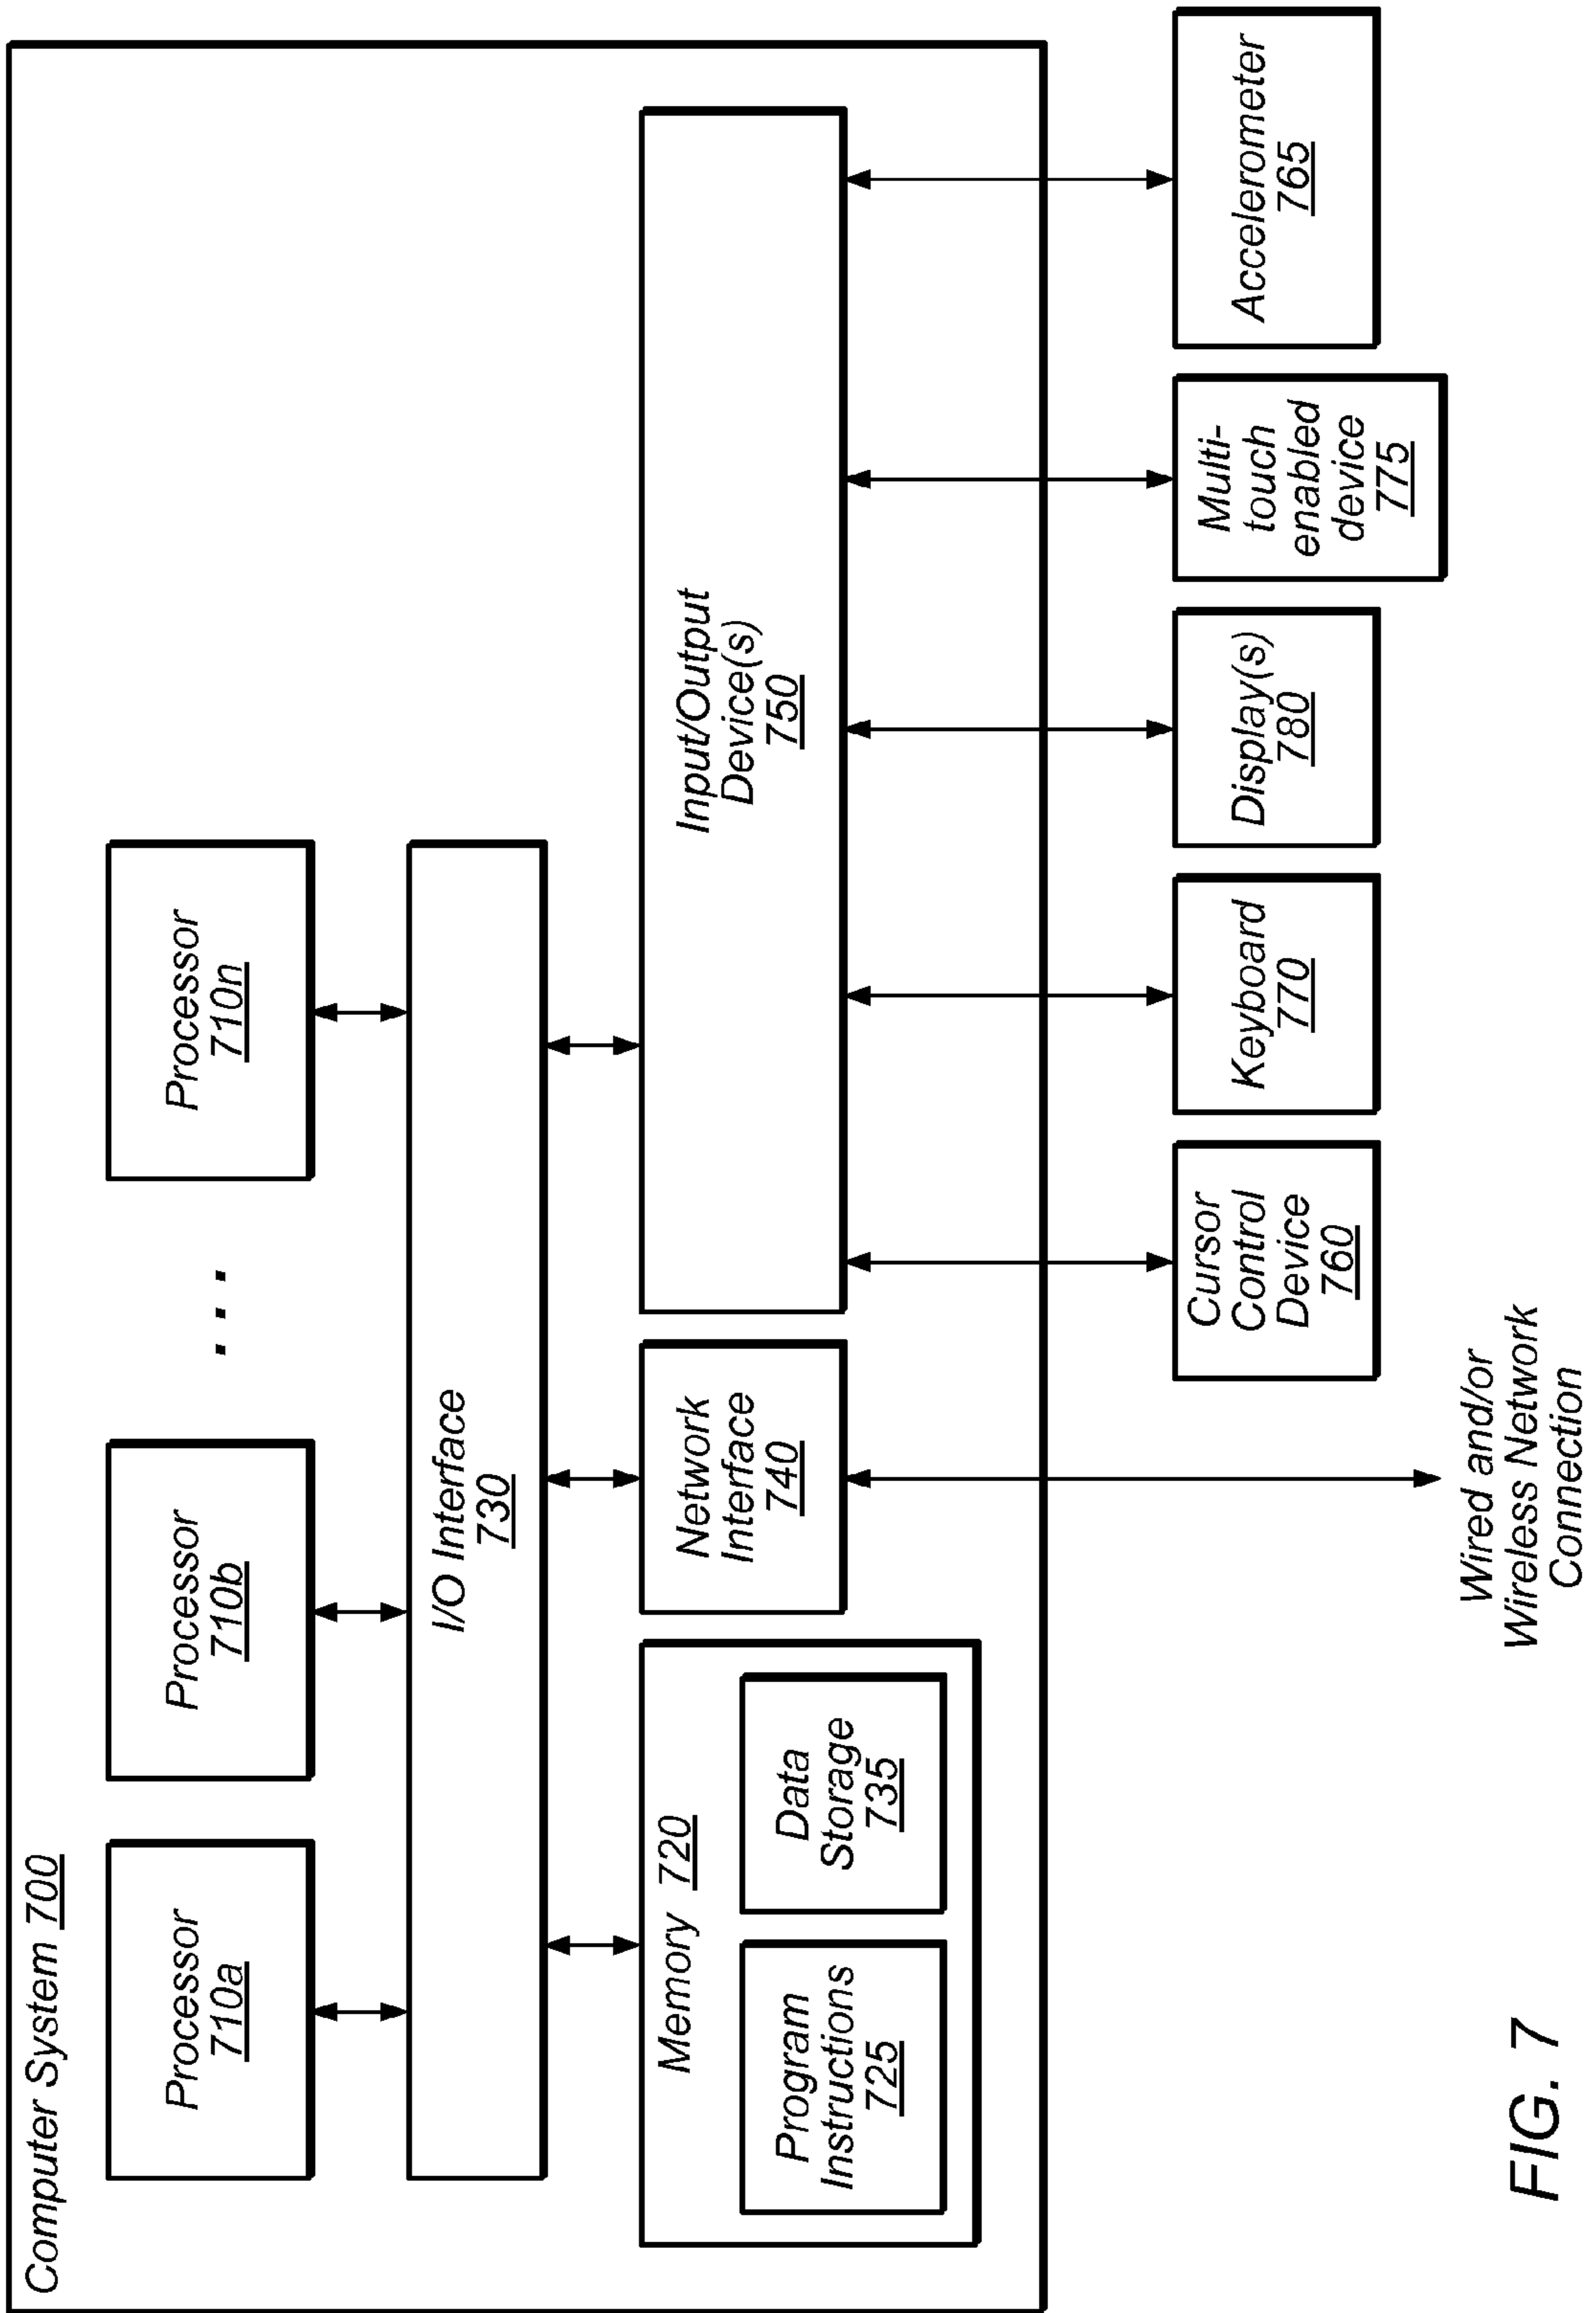 Computer System 700
Processor
710a
Processor
710b
. . .
Processor
710n
I/O Interface
730
Memory 720
Program
Instructions
725
Data
Storage
735
Network
Interface
740
Input/Output
Device(s)
750
Cursor
Control
Device
760
Keyboard
770
Display(s)
780
Multi-
touch
enabled
device
775
Accelerometer
765
Wired and/or
Wireless Network
Connection
FIG. 7